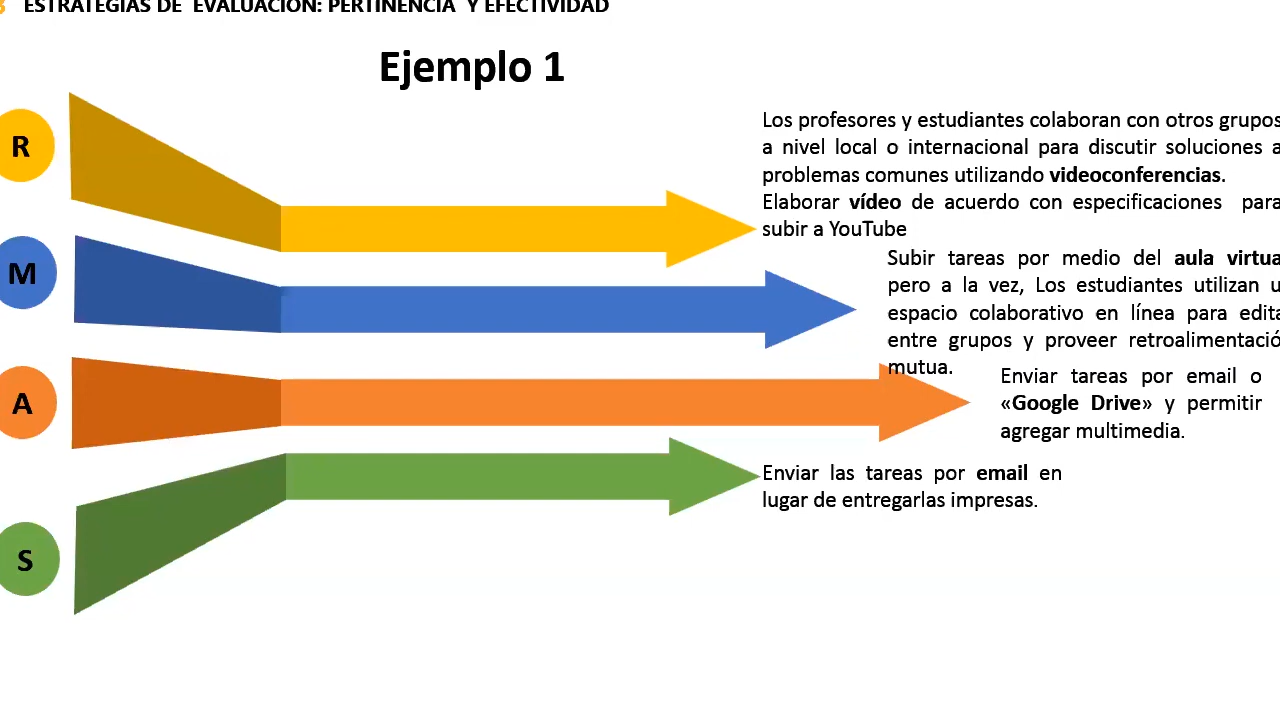 ESTRATEGIAS DE EVALUACIÓN: PERTINENCIA Y EFECTIVIDAD
Ejemplo 1
R
Los profesores y estudiantes colaboran con otros grupos
a nivel local o internacional para discutir soluciones a
problemas comunes utilizando videoconferencias.
Elaborar vídeo de acuerdo con especificaciones para
subir a YouTube
M
Subir tareas por medio del aula virtua
pero a la vez, Los estudiantes utilizan u
espacio colaborativo en línea para edita
entre grupos y proveer retroalimentació
mutua.
A
Enviar tareas por email o
«Google Drive» y permitir
agregar multimedia.
S
Enviar las tareas por email en
lugar de entregarlas impresas.